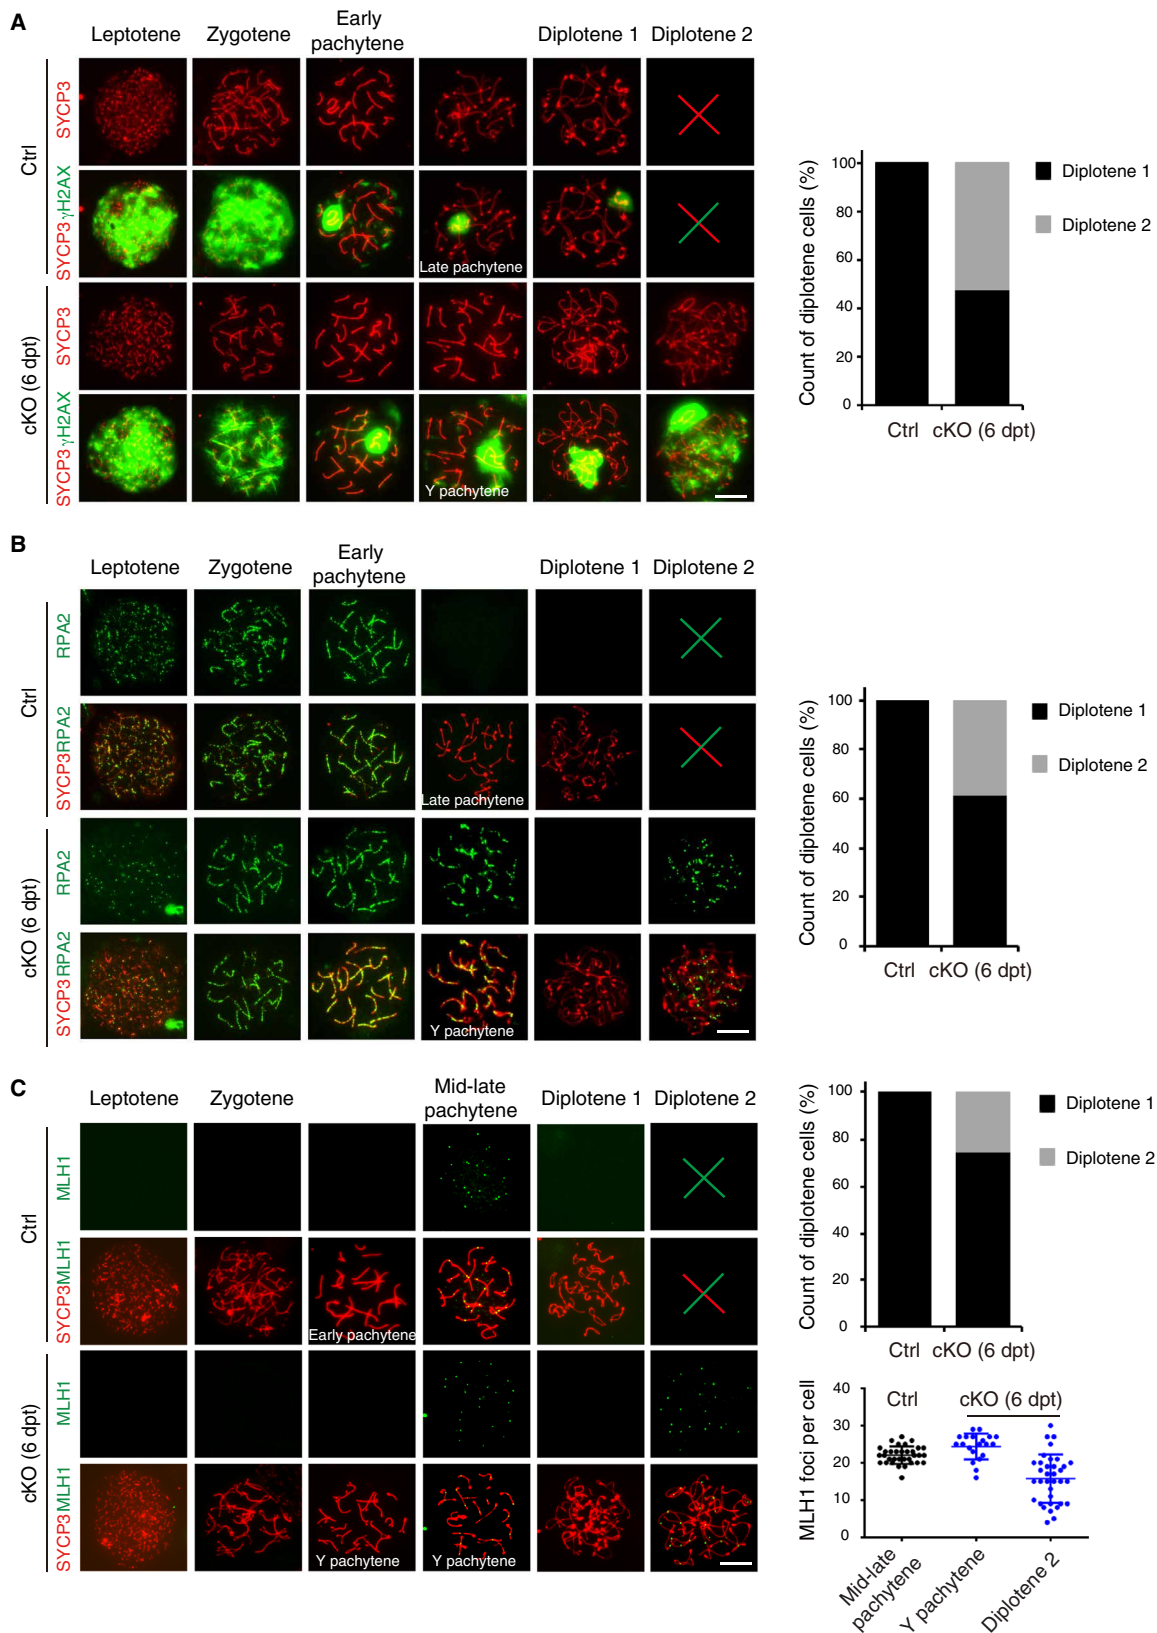 A
Leptotene Zygotene Early pachytene Diplotene 1 Diplotene 2
Ctrl
SYCP3
SYCP3γH2AX
Late pachytene
cKO (6 dpt)
SYCP3
SYCP3γH2AX
Y pachytene
Count of diplotene cells (%)
100
80
60
40
20
0
Ctrl cKO (6 dpt)
Diplotene 1
Diplotene 2
B
Leptotene Zygotene Early pachytene Diplotene 1 Diplotene 2
Ctrl
RPA2
SYCP3RPA2
Late pachytene
cKO (6 dpt)
RPA2
SYCP3RPA2
Y pachytene
Count of diplotene cells (%)
100
80
60
40
20
0
Ctrl cKO (6 dpt)
Diplotene 1
Diplotene 2
C
Leptotene Zygotene Mid-late pachytene Diplotene 1 Diplotene 2
Ctrl
MLH1
SYCP3MLH1
Early pachytene
cKO (6 dpt)
MLH1
SYCP3MLH1
Y pachytene Y pachytene
Count of diplotene cells (%)
100
80
60
40
20
0
Ctrl cKO (6 dpt)
Diplotene 1
Diplotene 2
MLH1 foci per cell
40
30
20
10
0
Ctrl cKO (6 dpt)
Mid-late pachytene
Y pachytene
Diplotene 2